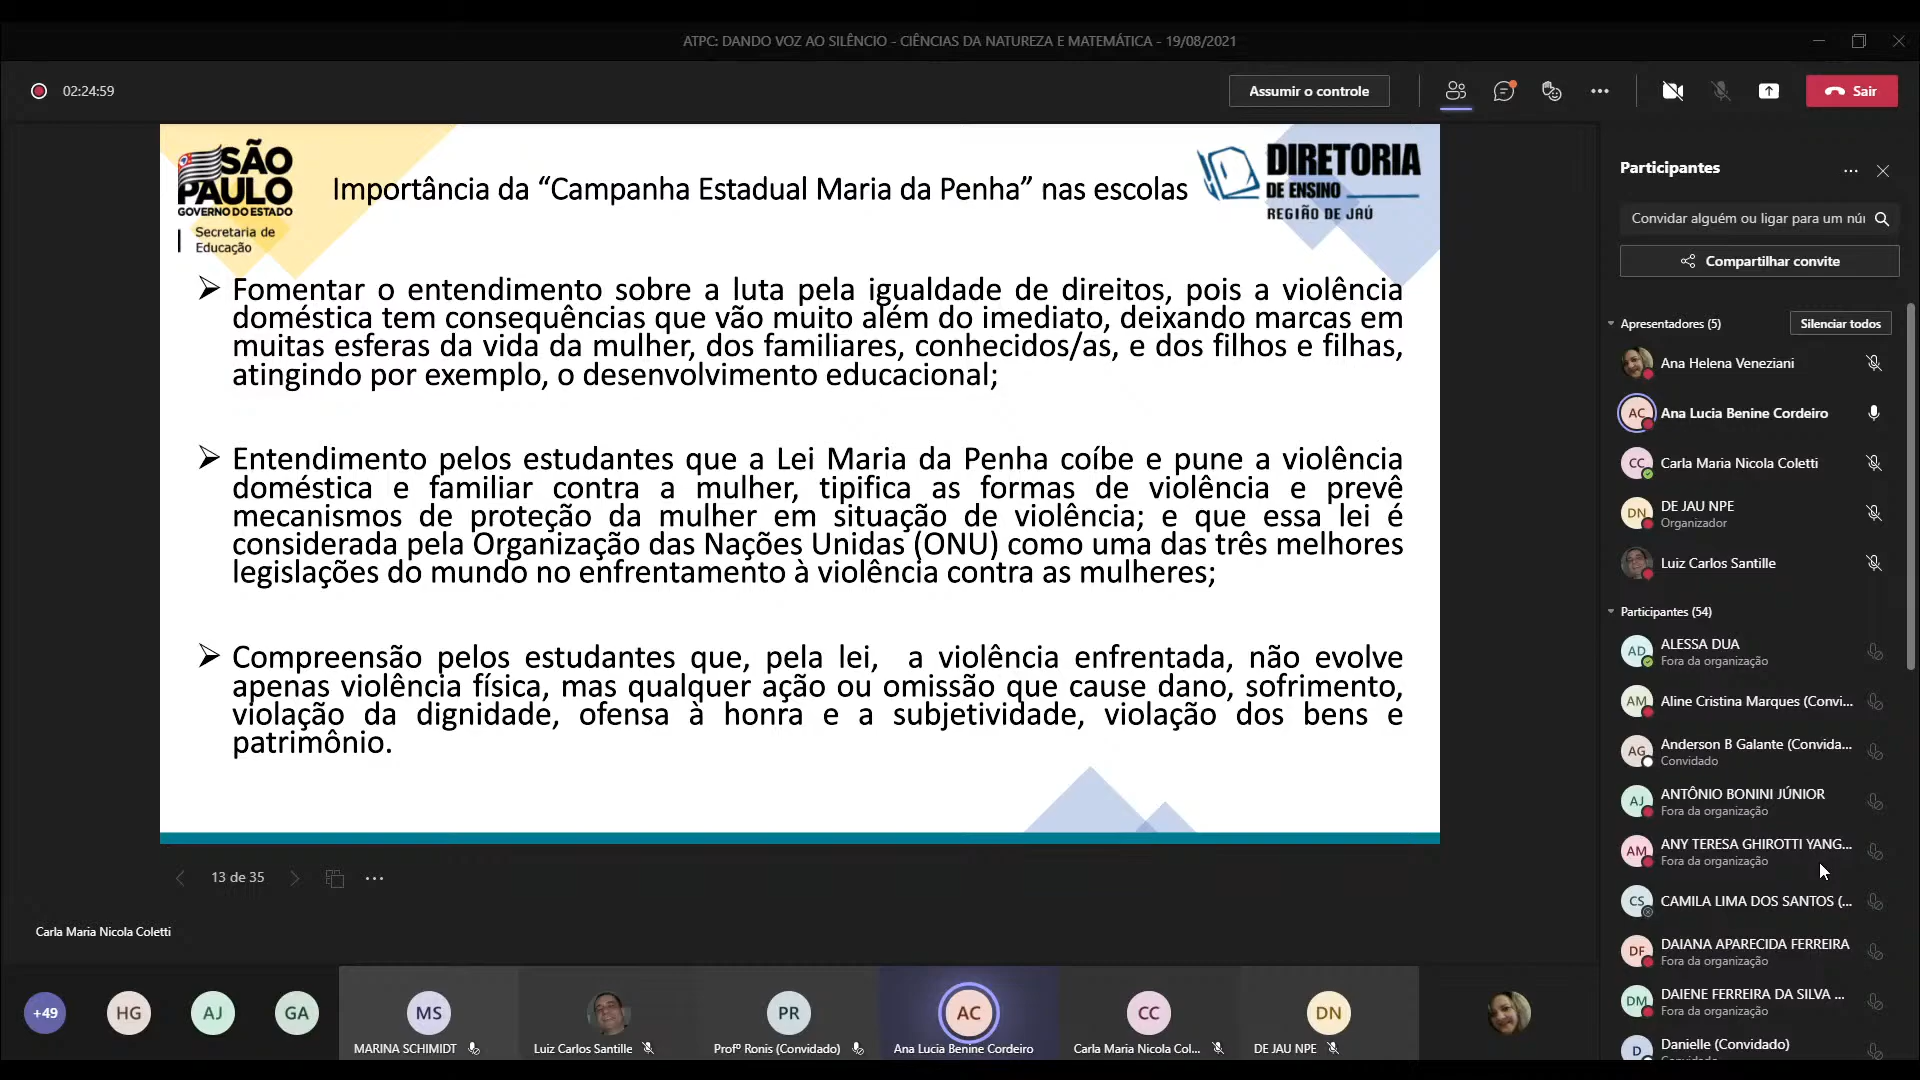 ATPC: DANDO VOZ AO SILÊNCIO - CIÊNCIAS DA NATUREZA E MATEMÁTICA - 19/08/2021
02:24:59
Assumir o controle
Sair
SÃO
PAULO
GOVERNO DO ESTADO
Secretaria de
Educação
Importância da “Campanha Estadual Maria da Penha” nas escolas
DIRETORIA
DE ENSINO
REGIÃO DE JAÚ
Fomentar o entendimento sobre a luta pela igualdade de direitos, pois a violência
doméstica tem consequências que vão muito além do imediato, deixando marcas em
muitas esferas da vida da mulher, dos familiares, conhecidos/as, e dos filhos e filhas,
atingindo por exemplo, o desenvolvimento educacional;
Entendimento pelos estudantes que a Lei Maria da Penha coíbe e pune a violência
doméstica e familiar contra a mulher, tipifica as formas de violência e prevê
mecanismos de proteção da mulher em situação de violência; e que essa lei é
considerada pela Organização das Nações Unidas (ONU) como uma das três melhores
legislações do mundo no enfrentamento à violência contra as mulheres;
Compreensão pelos estudantes que, pela lei, a violência enfrentada, não evolve
apenas violência física, mas qualquer ação ou omissão que cause dano, sofrimento,
violação da dignidade, ofensa à honra e a subjetividade, violação dos bens e
patrimônio.
13 de 35
Carla Maria Nicola Coletti
+49
HG
AJ
GA
MS
MARINA SCHIMIDT
Luiz Carlos Santille
PR
Profº Ronis (Convidado)
AC
Ana Lucia Benine Cordeiro
CC
Carla Maria Nicola Col...
DN
DE JAU NPE
Participantes
Convidar alguém ou ligar para um nú
Compartilhar convite
Apresentadores (5)
Silenciar todos
Ana Helena Veneziani
AC
Ana Lucia Benine Cordeiro
CC
Carla Maria Nicola Coletti
DN
DE JAU NPE
Organizador
Luiz Carlos Santille
Participantes (54)
AD
ALESSA DUA
Fora da organização
AM
Aline Cristina Marques (Convi...
AG
Anderson B Galante (Convida...
Convidado
AJ
ANTÔNIO BONINI JÚNIOR
Fora da organização
AM
ANY TERESA GHIROTTI YANG...
Fora da organização
CS
CAMILA LIMA DOS SANTOS (...
DF
DAIANA APARECIDA FERREIRA
Fora da organização
DM
DAIENE FERREIRA DA SILVA ...
Fora da organização
D
Danielle (Convidado)